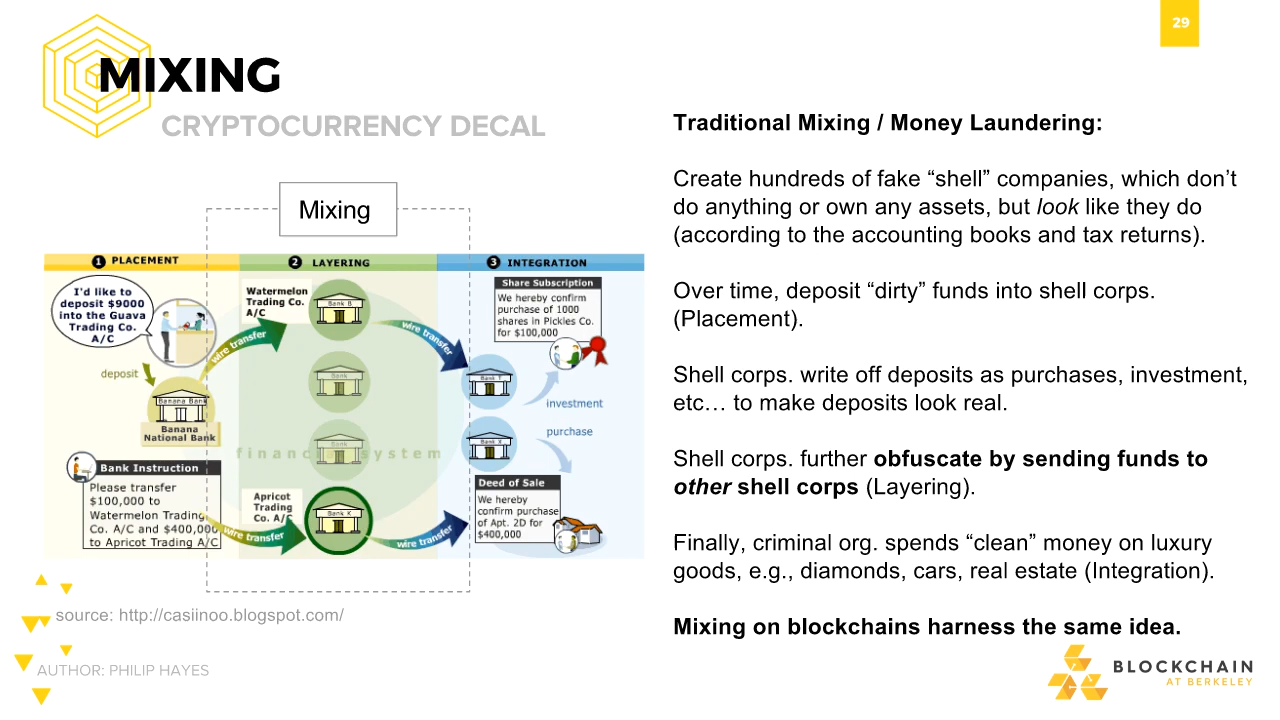 29
MIXING
CRYPTOCURRENCY DECAL
Mixing
1 PLACEMENT
2 LAYERING
3 INTEGRATION
I'd like to
deposit $9000
into the Guava
Trading Co.
A/C
deposit
Banana Bank
Banana
National Bank
Bank Instruction
Please transfer
$100,000 to
Watermelon Trading
Co. A/C and $400,000
to Apricot Trading A/C
wire transfer
wire transfer
Watermelon
Trading Co.
A/C
Bank B
Bank
Bank
financial system
Apricot
Trading
Co. A/C
Bank K
wire transfer
wire transfer
Share Subscription
We hereby confirm
purchase of 1000
shares in Pickles Co.
for $100,000
Bank T
investment
Bank X
purchase
Deed of Sale
We hereby
confirm purchase
of Apt. 2D for
$400,000
source: http://casiinoo.blogspot.com/
AUTHOR: PHILIP HAYES
Traditional Mixing / Money Laundering:
Create hundreds of fake “shell” companies, which don’t
do anything or own any assets, but look like they do
(according to the accounting books and tax returns).
Over time, deposit “dirty” funds into shell corps.
(Placement).
Shell corps. write off deposits as purchases, investment,
etc… to make deposits look real.
Shell corps. further obfuscate by sending funds to
other shell corps (Layering).
Finally, criminal org. spends “clean” money on luxury
goods, e.g., diamonds, cars, real estate (Integration).
Mixing on blockchains harness the same idea.
BLOCKCHAIN
AT BERKELEY